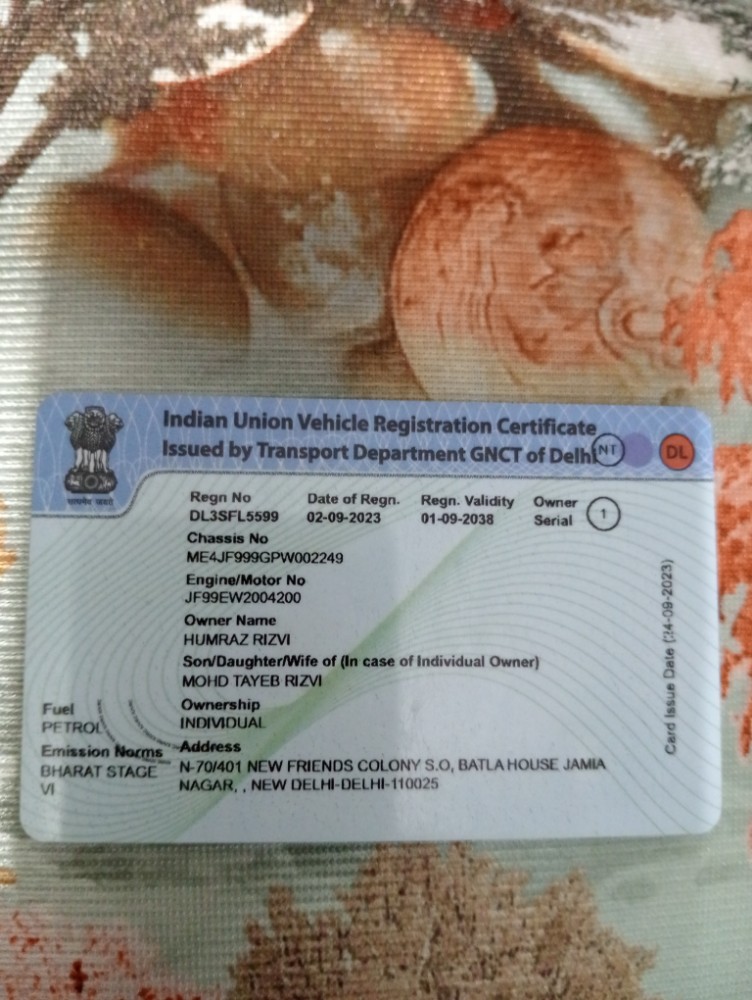 Indian Union Vehicle Registration Certificate
Issued by Transport Department GNCT of Delhi
NT
DL
सत्यमेव जयते
Regn No Date of Regn. Regn. Validity Owner Serial 1
DL3SFL5599 02-09-2023 01-09-2038
Chassis No
ME4JF999GPW002249
Engine/Motor No
JF99EW2004200
Owner Name
HUMRAZ RIZVI
Son/Daughter/Wife of (In case of Individual Owner)
MOHD TAYEB RIZVI
Fuel
PETROL
Ownership
INDIVIDUAL
Emission Norms
BHARAT STAGE
VI
Address
N-70/401 NEW FRIENDS COLONY S.O, BATLA HOUSE JAMIA
NAGAR, , NEW DELHI-DELHI-110025
Card Issue Date (24-09-2023)